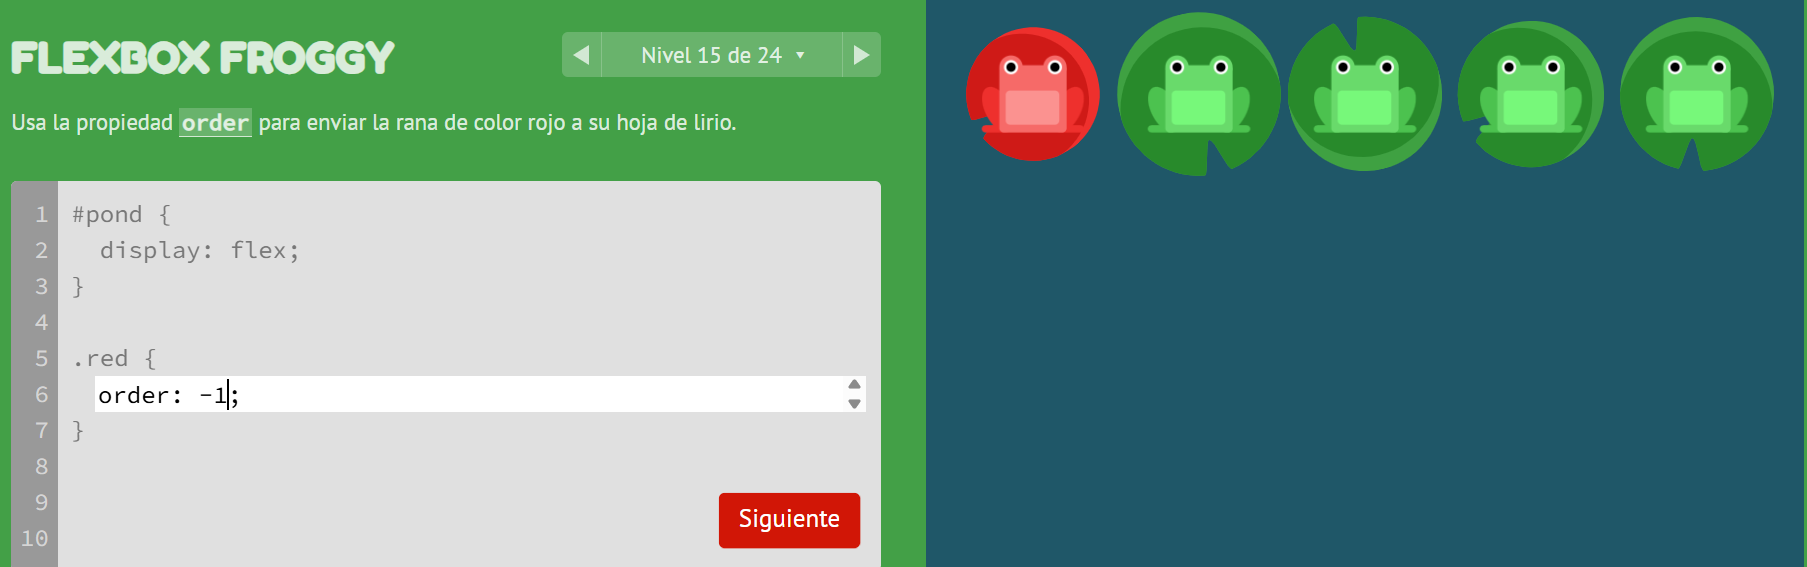 FLEXBOX FROGGY
Nivel 15 de 24
Usa la propiedad order para enviar la rana de color rojo a su hoja de lirio.
1 #pond {
2 display: flex;
3 }
4
5 .red {
6 order: -1;
7 }
8
9
10
Siguiente